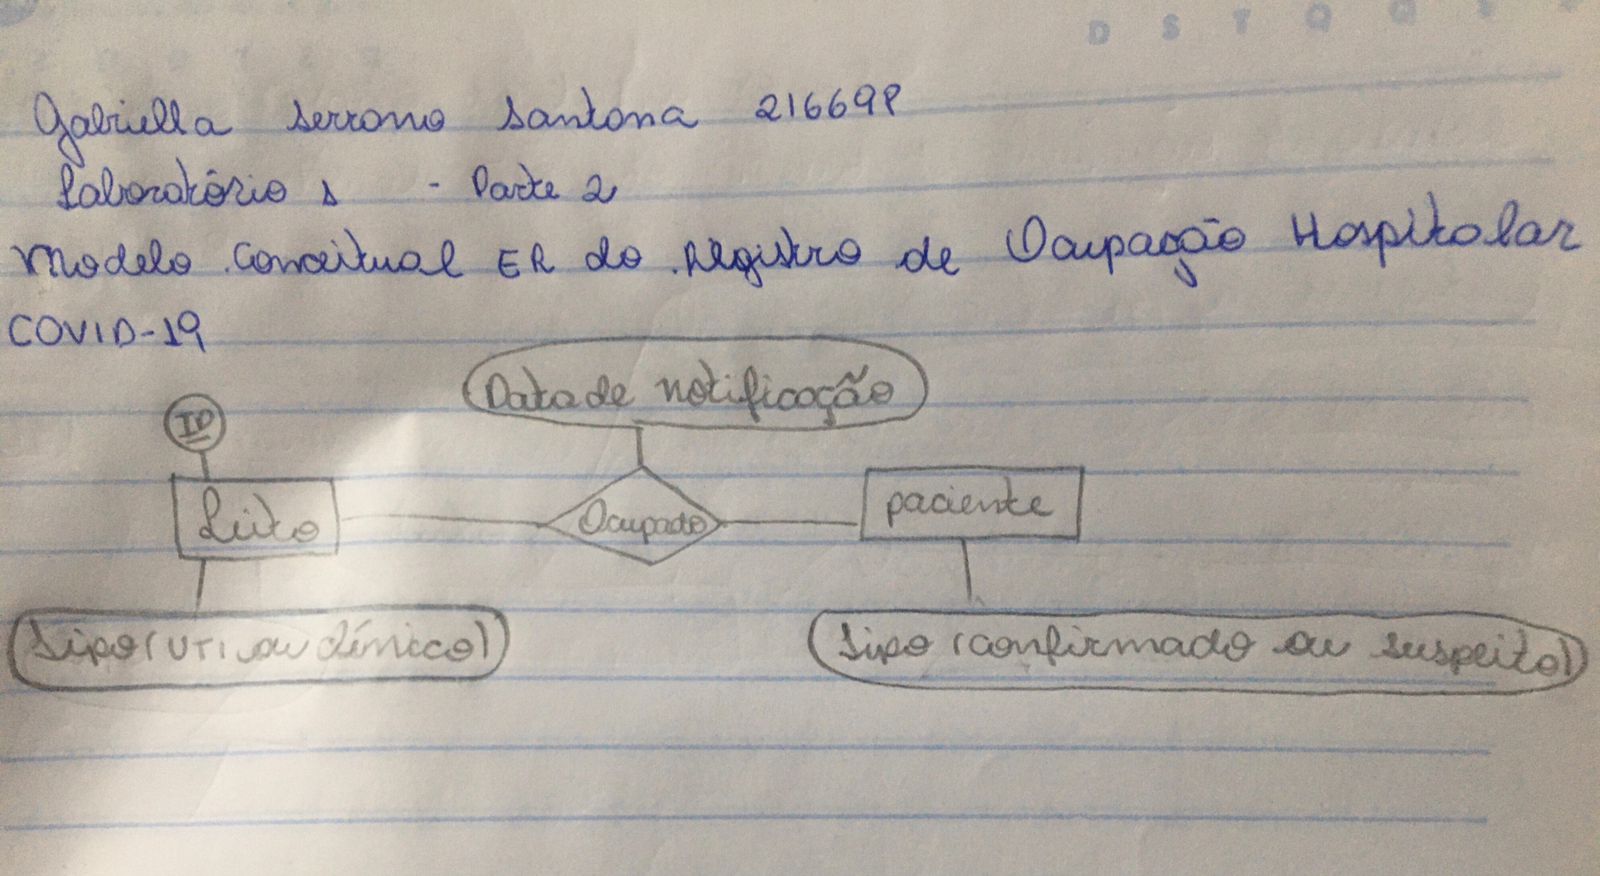 D S T Q Q S
Gabriella Serrano Santana 216698
Laboratório 1 - Parte 2
Modelo Conceitual ER do Registro de Ocupação Hospitalar
COVID-19
Data de notificação
ID
Leito
Ocupado
paciente
Tipo (UTI ou clínico)
Tipo (confirmado ou suspeito)